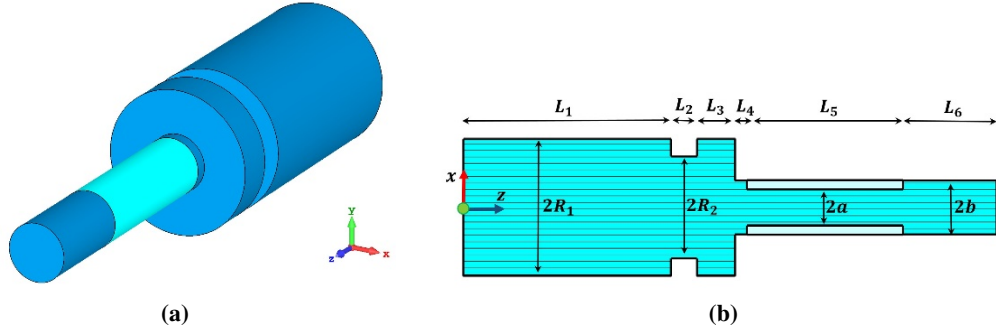 Y
x
z
(a)
L₁ L₂ L₃ L₄ L₅ L₆
x
z
2R₁ 2R₂ 2a 2b
(b)